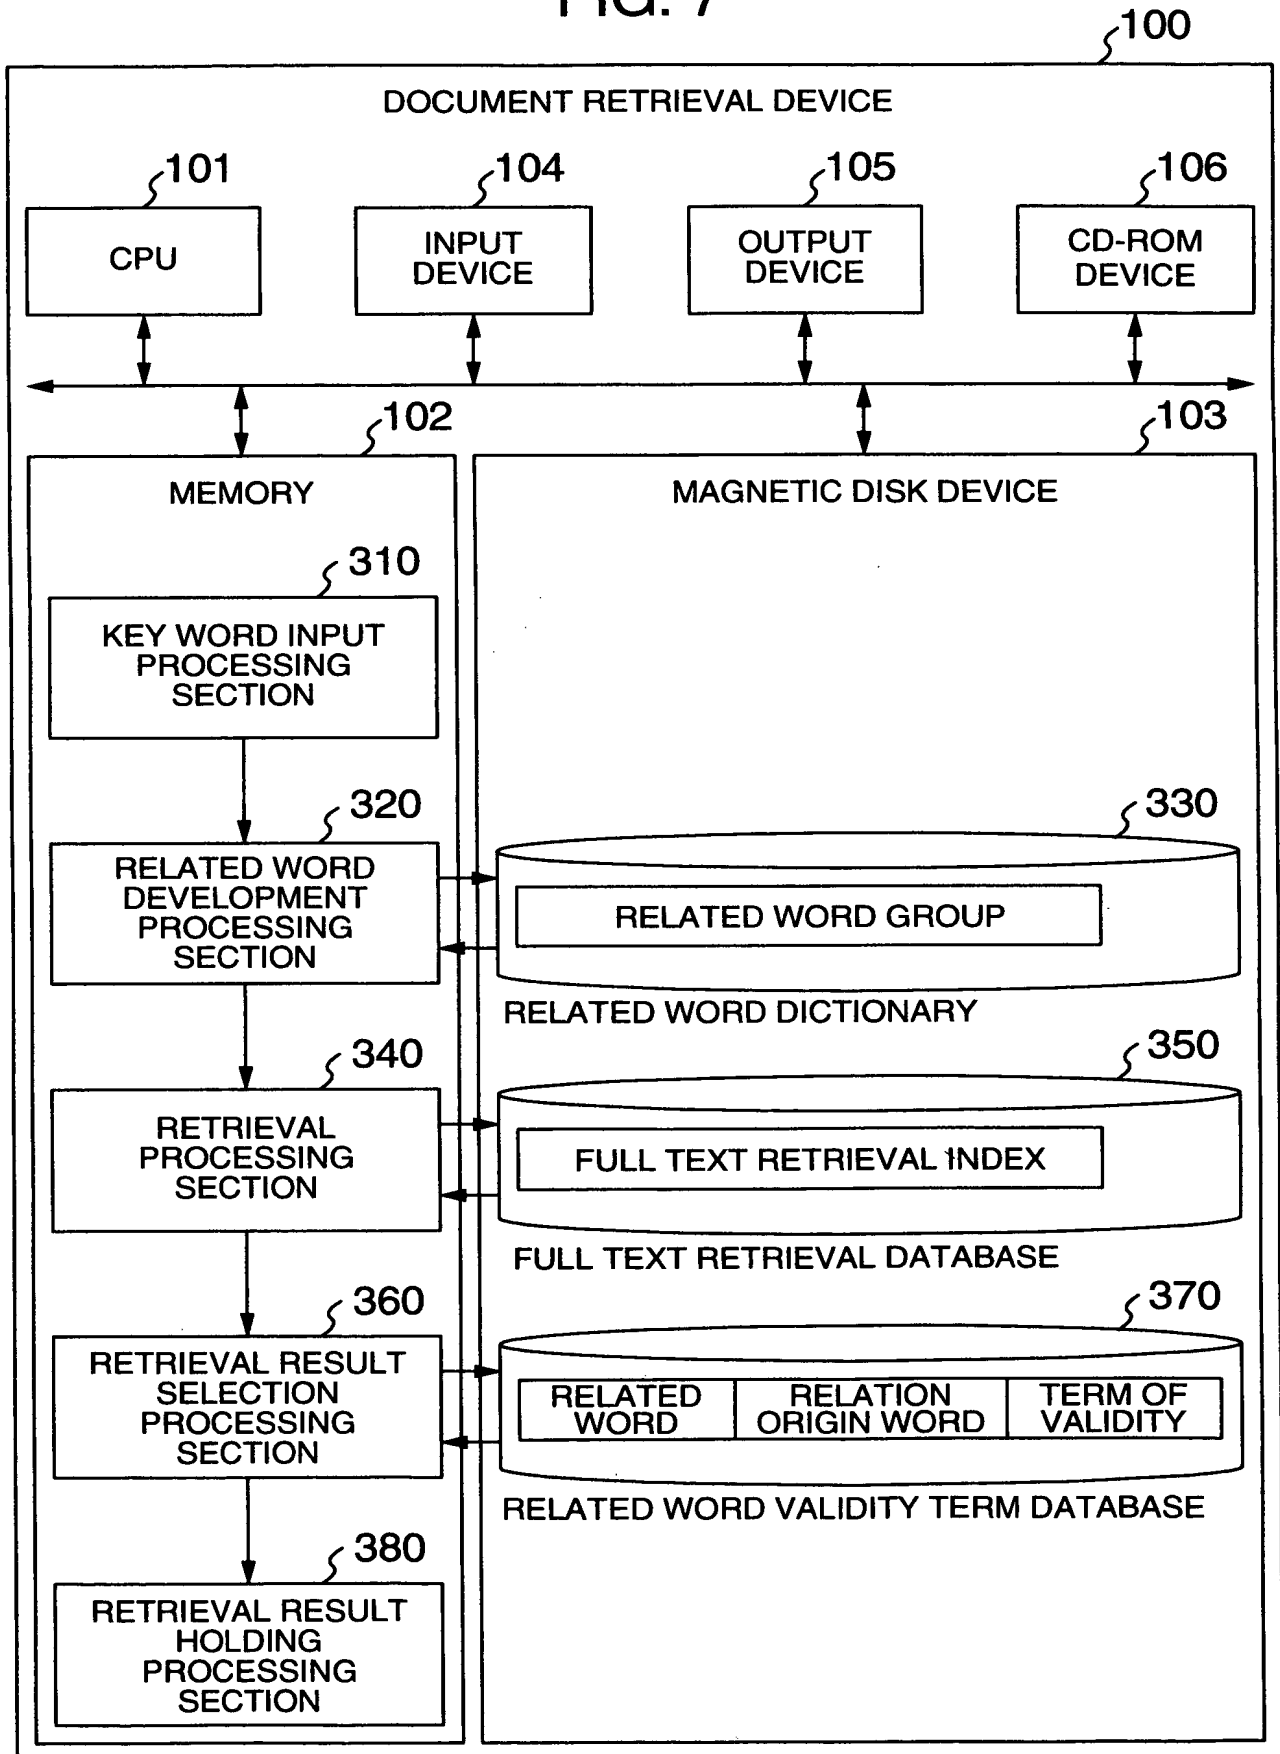 FIG. 7
100
DOCUMENT RETRIEVAL DEVICE
101
104
105
106
CPU
INPUT
DEVICE
OUTPUT
DEVICE
CD-ROM
DEVICE
102
103
MEMORY
MAGNETIC DISK DEVICE
310
KEY WORD INPUT
PROCESSING
SECTION
320
330
RELATED WORD
DEVELOPMENT
PROCESSING
SECTION
RELATED WORD GROUP
RELATED WORD DICTIONARY
340
350
RETRIEVAL
PROCESSING
SECTION
FULL TEXT RETRIEVAL INDEX
FULL TEXT RETRIEVAL DATABASE
360
370
RETRIEVAL RESULT
SELECTION
PROCESSING
SECTION
RELATED
WORD
RELATION
ORIGIN WORD
TERM OF
VALIDITY
RELATED WORD VALIDITY TERM DATABASE
380
RETRIEVAL RESULT
HOLDING
PROCESSING
SECTION